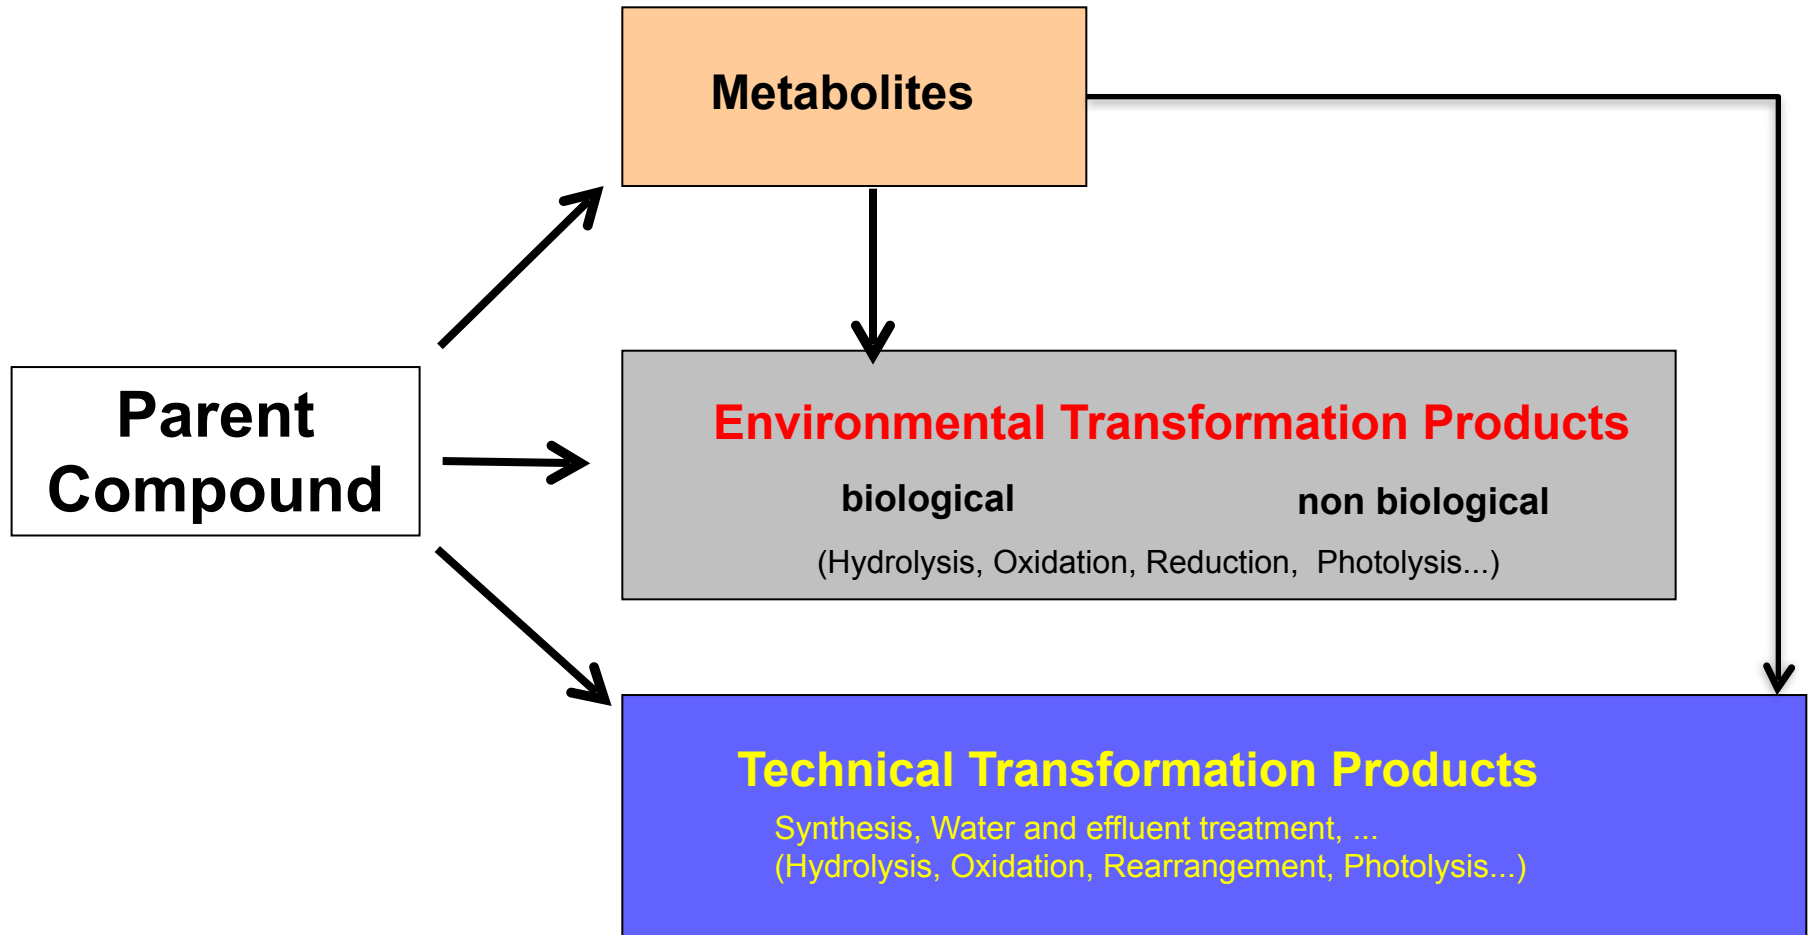 Metabolites
Parent
Compound
Environmental Transformation Products
biological non biological
(Hydrolysis, Oxidation, Reduction, Photolysis...)
Technical Transformation Products
Synthesis, Water and effluent treatment, ...
(Hydrolysis, Oxidation, Rearrangement, Photolysis...)